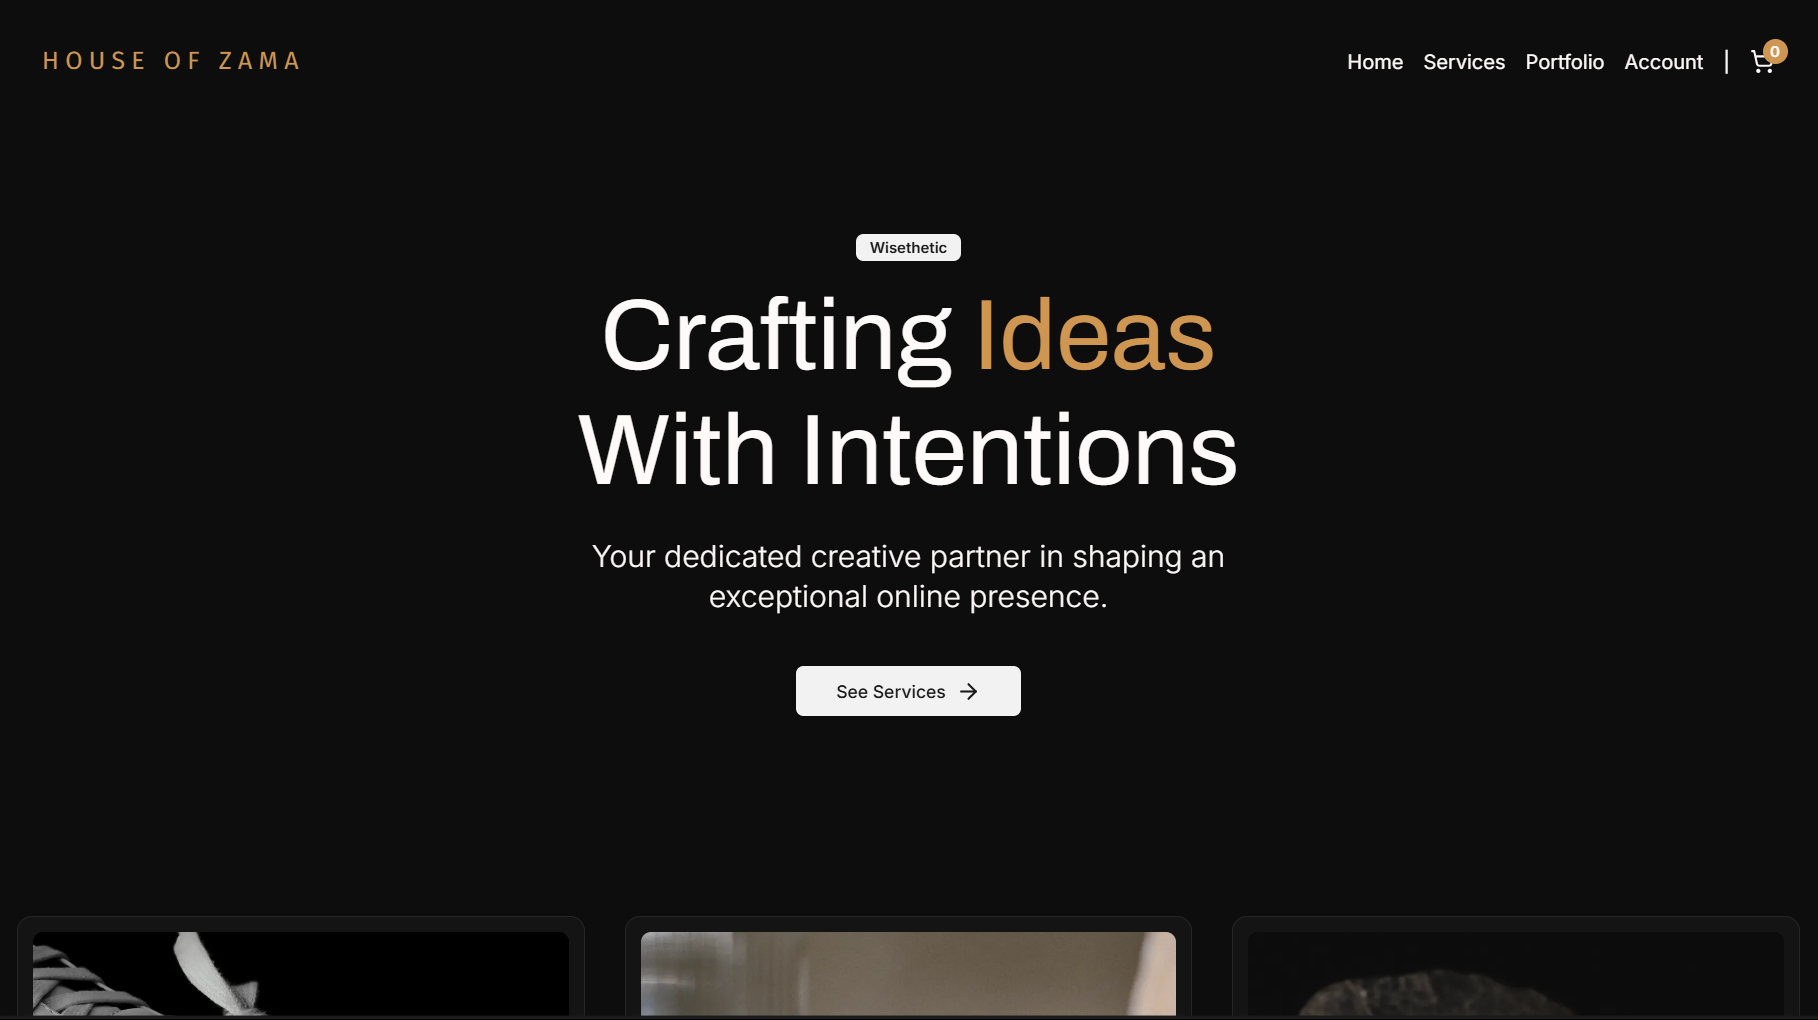 HOUSE OF ZAMA
Home Services Portfolio Account | 0
Wisethetic
Crafting Ideas
With Intentions
Your dedicated creative partner in shaping an
exceptional online presence.
See Services →